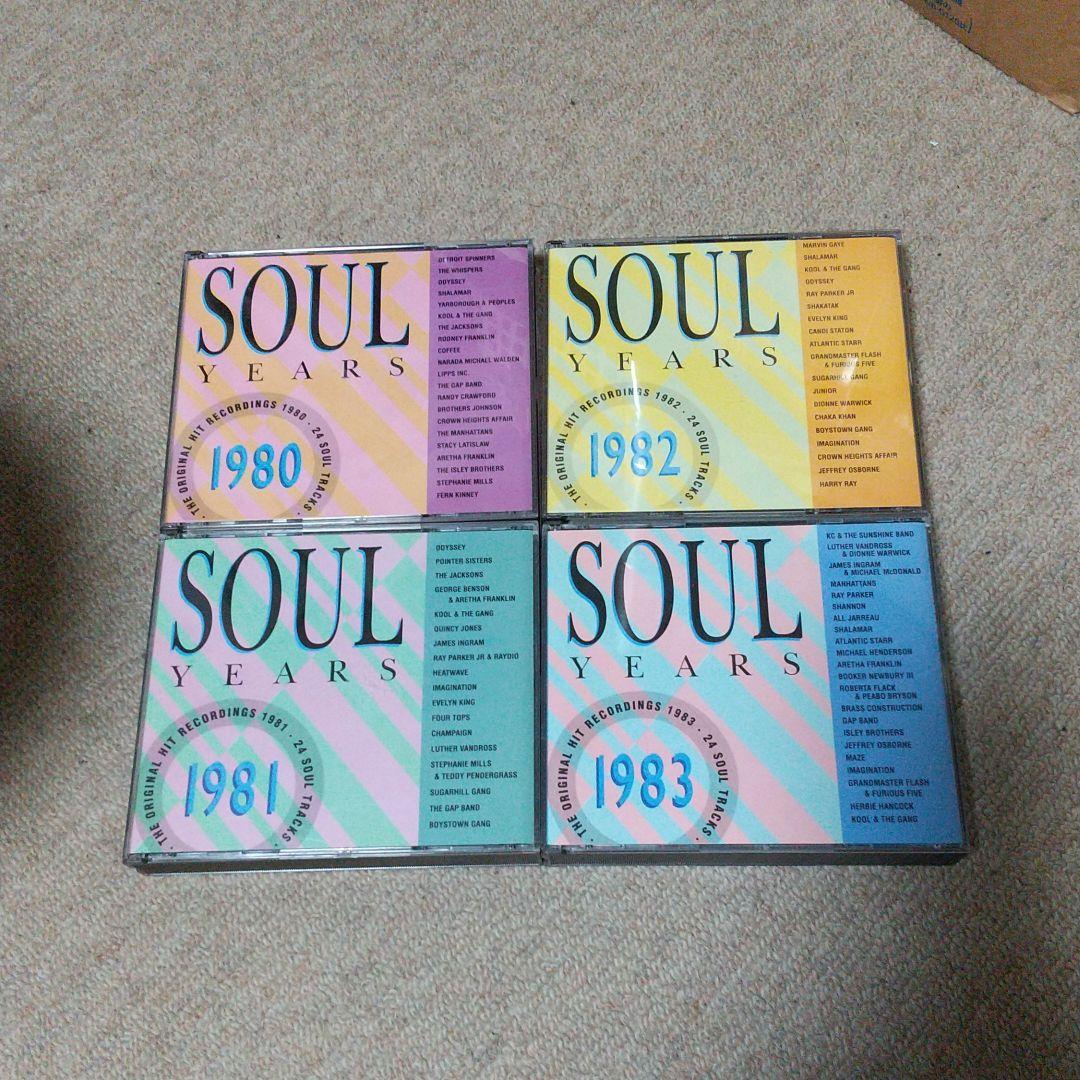 SOUL
YEARS
· THE ORIGINAL HIT RECORDINGS 1980 · 24 SOUL TRACKS ·
1980
DETROIT SPINNERS
THE WHISPERS
ODYSSEY
SHALAMAR
YARBOROUGH & PEOPLES
KOOL & THE GANG
THE JACKSONS
RODNEY FRANKLIN
COFFEE
NARADA MICHAEL WALDEN
LIPPS INC.
THE GAP BAND
RANDY CRAWFORD
BROTHERS JOHNSON
CROWN HEIGHTS AFFAIR
THE MANHATTANS
STACY LATISLAW
ARETHA FRANKLIN
THE ISLEY BROTHERS
STEPHANIE MILLS
FERN KINNEY
SOUL
YEARS
· THE ORIGINAL HIT RECORDINGS 1982 · 24 SOUL TRACKS ·
1982
MARVIN GAYE
SHALAMAR
KOOL & THE GANG
ODYSSEY
RAY PARKER JR
SHAKATAK
EVELYN KING
CANDI STATON
ATLANTIC STARR
GRANDMASTER FLASH
& FURIOUS FIVE
SUGARHILL GANG
JUNIOR
DIONNE WARWICK
CHAKA KHAN
BOYSTOWN GANG
IMAGINATION
CROWN HEIGHTS AFFAIR
JEFFREY OSBORNE
HARRY RAY
SOUL
YEARS
· THE ORIGINAL HIT RECORDINGS 1981 · 24 SOUL TRACKS ·
1981
ODYSSEY
POINTER SISTERS
THE JACKSONS
GEORGE BENSON
& ARETHA FRANKLIN
KOOL & THE GANG
QUINCY JONES
JAMES INGRAM
RAY PARKER JR & RAYDIO
HEATWAVE
IMAGINATION
EVELYN KING
FOUR TOPS
CHAMPAIGN
LUTHER VANDROSS
STEPHANIE MILLS
& TEDDY PENDERGRASS
SUGARHILL GANG
THE GAP BAND
BOYSTOWN GANG
SOUL
YEARS
· THE ORIGINAL HIT RECORDINGS 1983 · 24 SOUL TRACKS ·
1983
KC & THE SUNSHINE BAND
LUTHER VANDROSS
& DIONNE WARWICK
JAMES INGRAM
& MICHAEL McDONALD
MANHATTANS
RAY PARKER
SHANNON
ALL JARREAU
SHALAMAR
ATLANTIC STARR
MICHAEL HENDERSON
ARETHA FRANKLIN
BOOKER NEWBURY III
ROBERTA FLACK
& PEABO BRYSON
BRASS CONSTRUCTION
GAP BAND
ISLEY BROTHERS
JEFFREY OSBORNE
MAZE
IMAGINATION
GRANDMASTER FLASH
& FURIOUS FIVE
HERBIE HANCOCK
KOOL & THE GANG